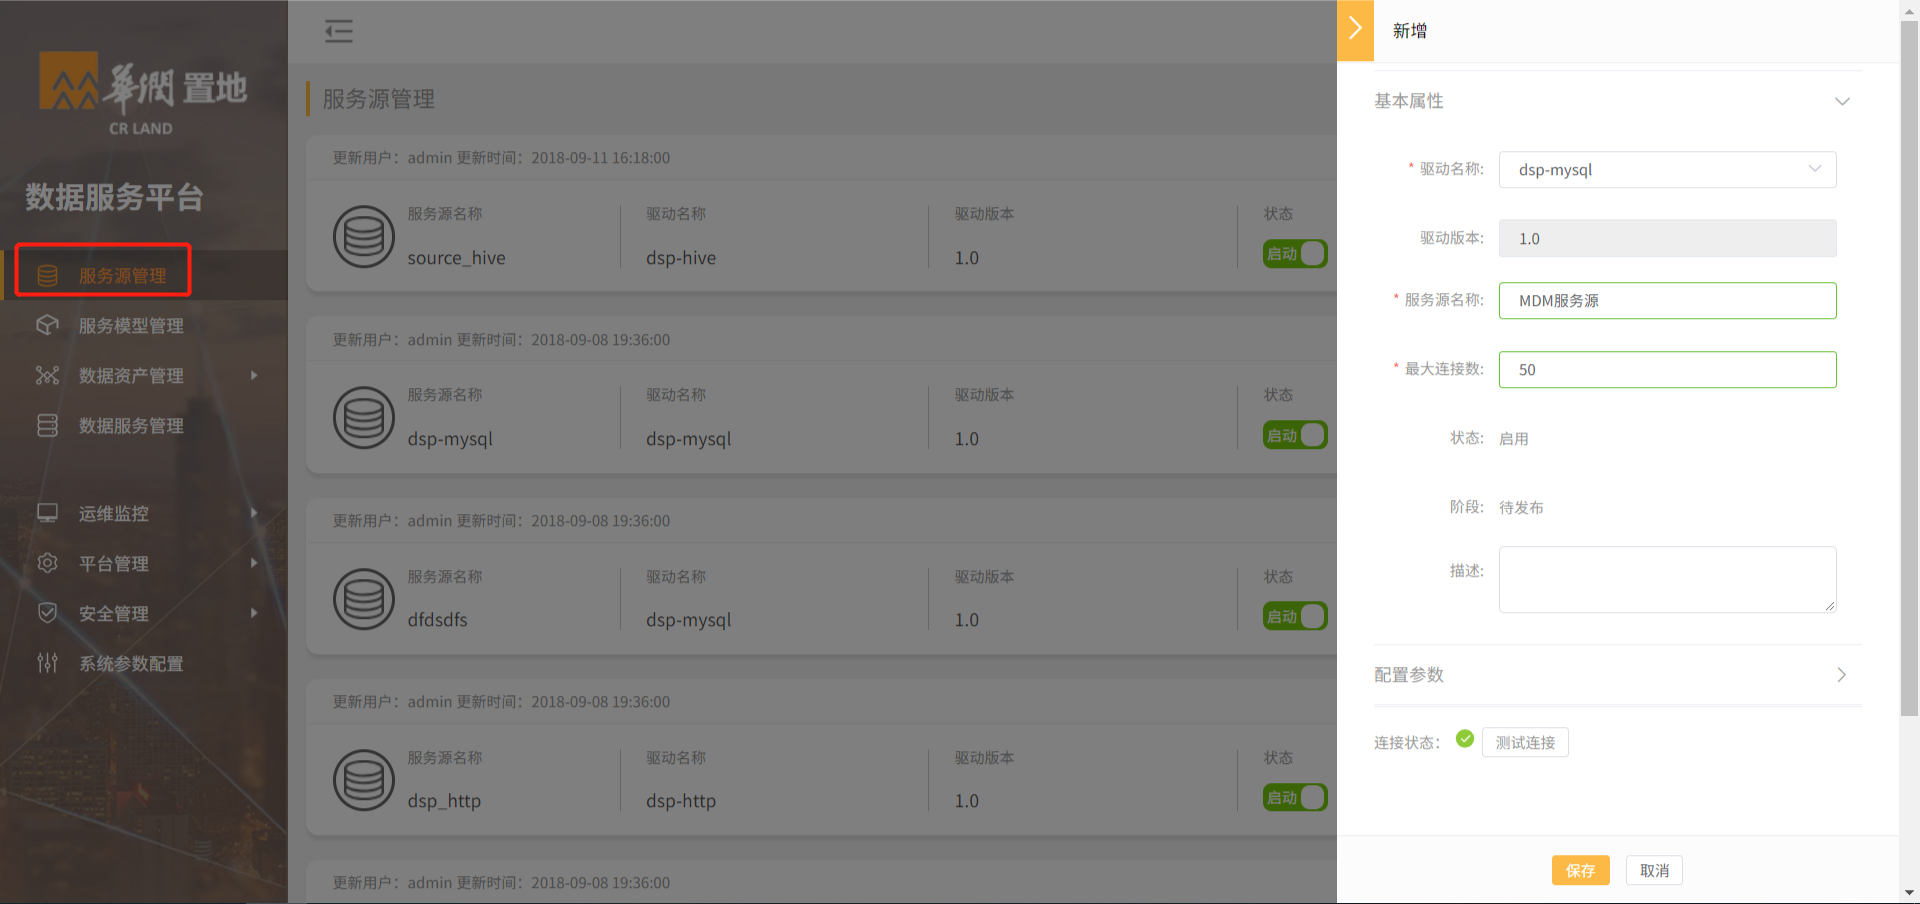 華潤 置地
CR LAND
数据服务平台
服务源管理
服务模型管理
数据资产管理
数据服务管理
运维监控
平台管理
安全管理
系统参数配置
服务源管理
更新用户：admin 更新时间：2018-09-11 16:18:00
服务源名称 驱动名称 驱动版本 状态
source_hive dsp-hive 1.0 启动
更新用户：admin 更新时间：2018-09-08 19:36:00
服务源名称 驱动名称 驱动版本 状态
dsp-mysql dsp-mysql 1.0 启动
更新用户：admin 更新时间：2018-09-08 19:36:00
服务源名称 驱动名称 驱动版本 状态
dfdsdfs dsp-mysql 1.0 启动
更新用户：admin 更新时间：2018-09-08 19:36:00
服务源名称 驱动名称 驱动版本 状态
dsp_http dsp-http 1.0 启动
更新用户：admin 更新时间：2018-09-08 19:36:00
新增
基本属性
* 驱动名称: dsp-mysql
驱动版本: 1.0
* 服务源名称: MDM服务源
* 最大连接数: 50
状态: 启用
阶段: 待发布
描述:
配置参数
连接状态： 测试连接
保存 取消